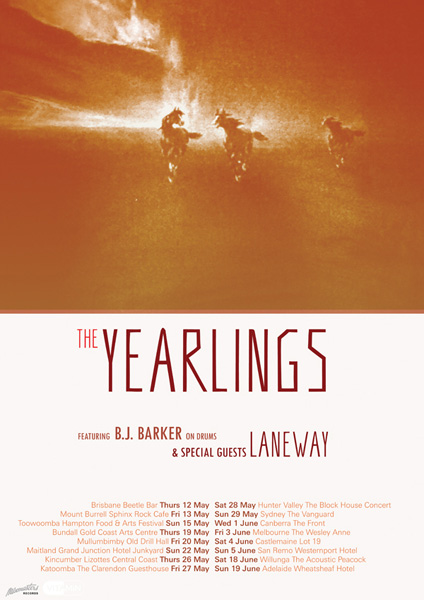 THE YEARLINGS
FEATURING B.J. BARKER ON DRUMS
& SPECIAL GUESTS LANEWAY
Brisbane Beetle Bar Thurs 12 May
Mount Burrell Sphinx Rock Cafe Fri 13 May
Toowoomba Hampton Food & Arts Festival Sun 15 May
Bundall Gold Coast Arts Centre Thurs 19 May
Mullumbimby Old Drill Hall Fri 20 May
Maitland Grand Junction Hotel Junkyard Sun 22 May
Kincumber Lizottes Central Coast Thurs 26 May
Katoomba The Clarendon Guesthouse Fri 27 May
Sat 28 May Hunter Valley The Block House Concert
Sun 29 May Sydney The Vanguard
Wed 1 June Canberra The Front
Fri 3 June Melbourne The Wesley Anne
Sat 4 June Castlemaine Lot 19
Sun 5 June San Remo Westernport Hotel
Sat 18 June Willunga The Acoustic Peacock
Sun 19 June Adelaide Wheatsheaf Hotel
RECORDS